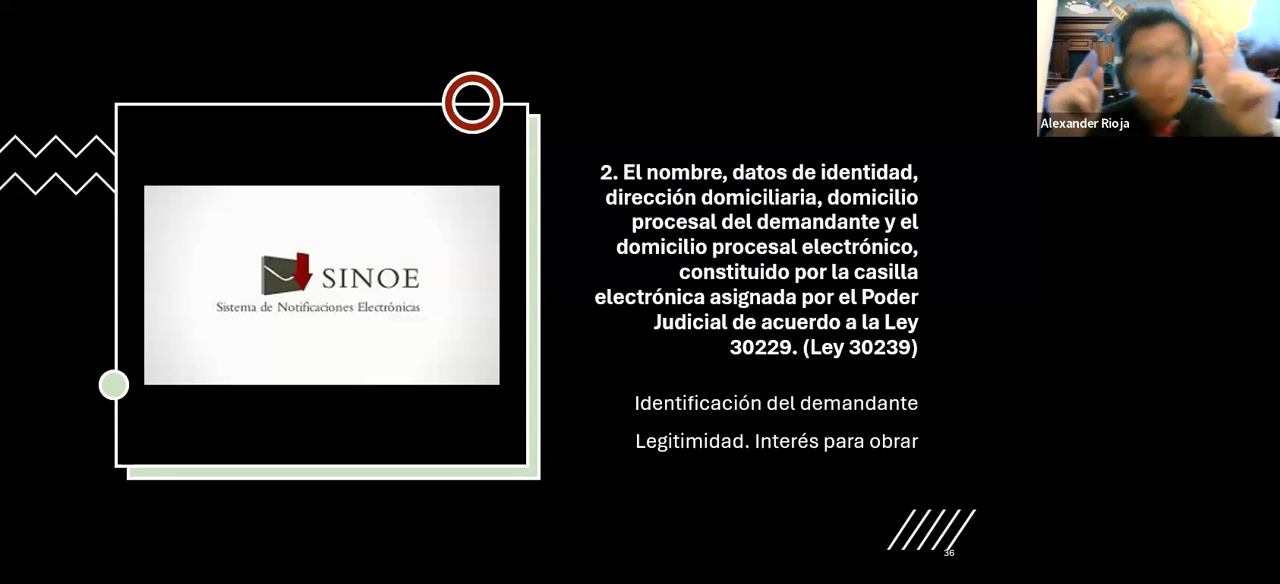 Alexander Rioja
SINOE
Sistema de Notificaciones Electrónicas
2. El nombre, datos de identidad,
dirección domiciliaria, domicilio
procesal del demandante y el
domicilio procesal electrónico,
constituido por la casilla
electrónica asignada por el Poder
Judicial de acuerdo a la Ley
30229. (Ley 30239)
Identificación del demandante
Legitimidad. Interés para obrar
36